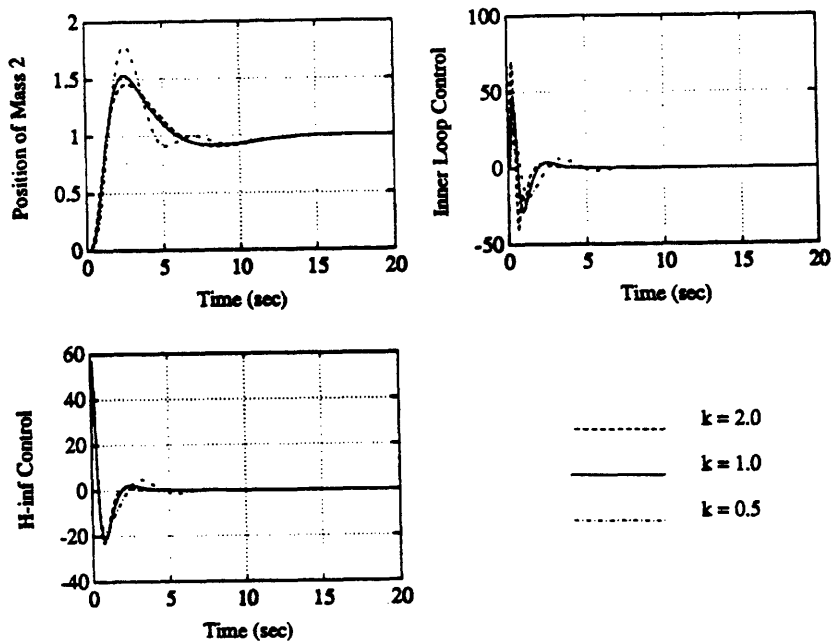 Position of Mass 2
2
1.5
1
0.5
0
0 5 10 15 20
Time (sec)
Inner Loop Control
100
50
0
-50
0 5 10 15 20
Time (sec)
H-inf Control
60
40
20
0
-20
-40
0 5 10 15 20
Time (sec)
k = 2.0
k = 1.0
k = 0.5